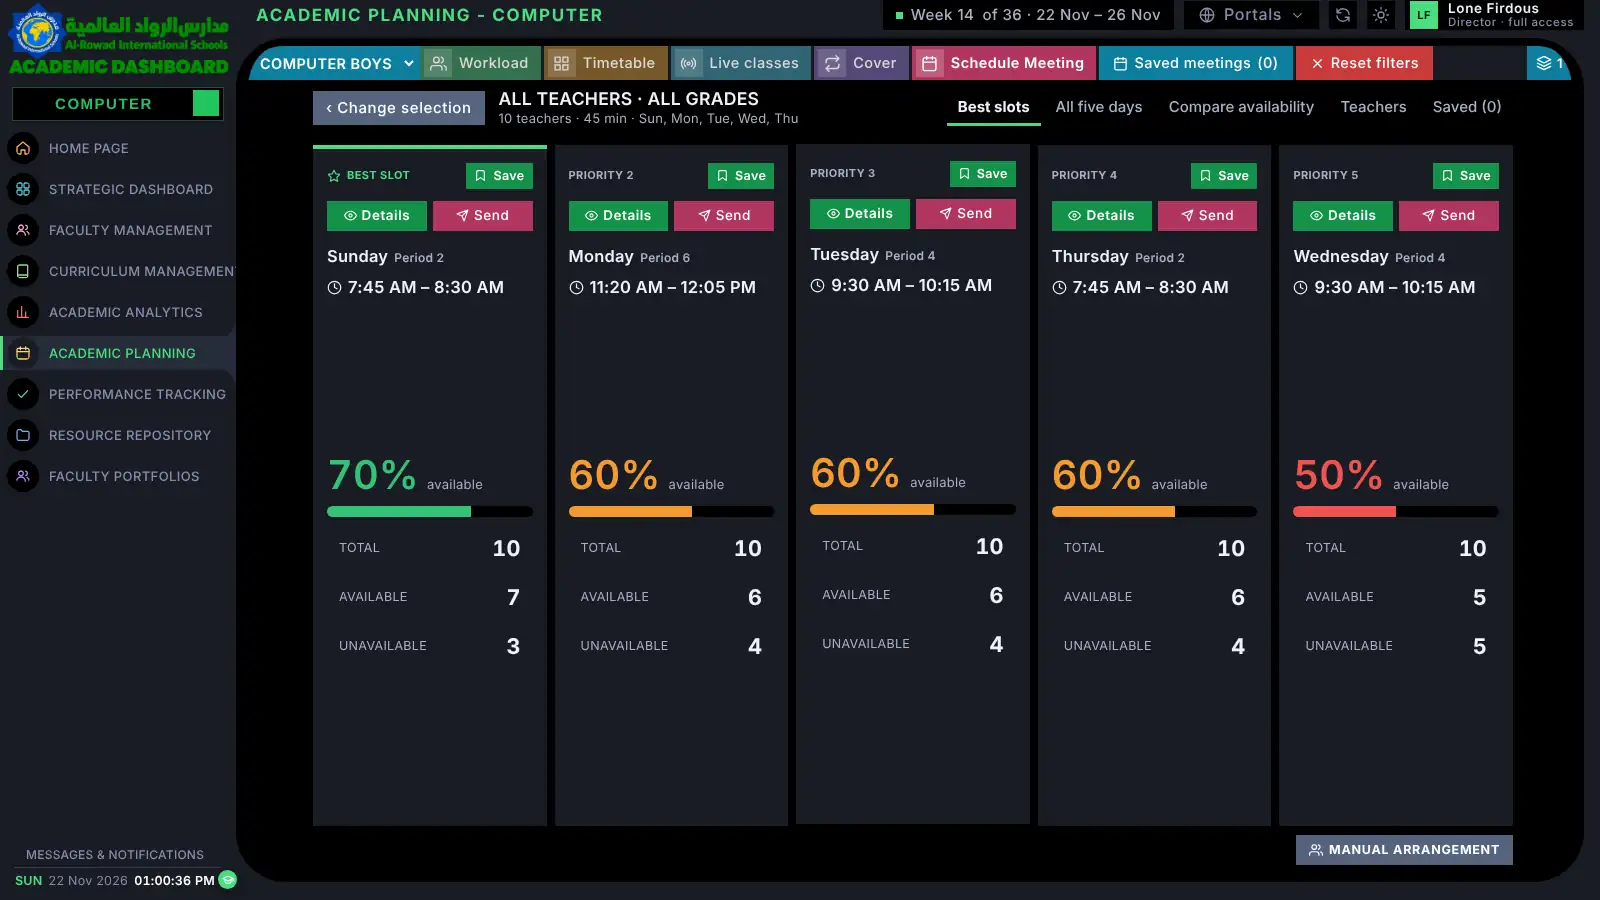 مدارس الرواد العالمية
Al-Rowad International Schools
ACADEMIC DASHBOARD
COMPUTER
HOME PAGE
STRATEGIC DASHBOARD
FACULTY MANAGEMENT
CURRICULUM MANAGEMEN
ACADEMIC ANALYTICS
ACADEMIC PLANNING
PERFORMANCE TRACKING
RESOURCE REPOSITORY
FACULTY PORTFOLIOS
MESSAGES & NOTIFICATIONS
SUN 22 Nov 2026 01:00:36 PM
ACADEMIC PLANNING - COMPUTER
Week 14 of 36 · 22 Nov – 26 Nov
Portals
LF
Lone Firdous
Director · full access
COMPUTER BOYS
Workload
Timetable
Live classes
Cover
Schedule Meeting
Saved meetings (0)
Reset filters
1
‹ Change selection
ALL TEACHERS · ALL GRADES
10 teachers · 45 min · Sun, Mon, Tue, Wed, Thu
Best slots
All five days
Compare availability
Teachers
Saved (0)
BEST SLOT
Save
Details
Send
Sunday Period 2
7:45 AM – 8:30 AM
70% available
TOTAL 10
AVAILABLE 7
UNAVAILABLE 3
PRIORITY 2
Save
Details
Send
Monday Period 6
11:20 AM – 12:05 PM
60% available
TOTAL 10
AVAILABLE 6
UNAVAILABLE 4
PRIORITY 3
Save
Details
Send
Tuesday Period 4
9:30 AM – 10:15 AM
60% available
TOTAL 10
AVAILABLE 6
UNAVAILABLE 4
PRIORITY 4
Save
Details
Send
Thursday Period 2
7:45 AM – 8:30 AM
60% available
TOTAL 10
AVAILABLE 6
UNAVAILABLE 4
PRIORITY 5
Save
Details
Send
Wednesday Period 4
9:30 AM – 10:15 AM
50% available
TOTAL 10
AVAILABLE 5
UNAVAILABLE 5
MANUAL ARRANGEMENT